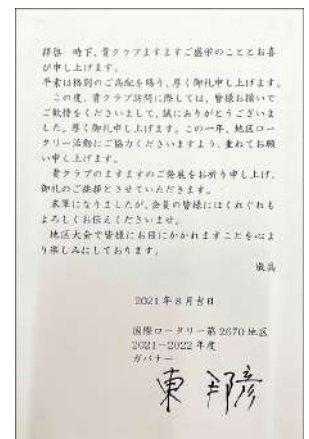 拝啓　時下、貴クラブますますご盛栄のこととお喜
び申し上げます。
平素は格別のご高配を賜り、厚く御礼申し上げます。
この度、貴クラブ訪問に際しては、皆様お揃いで
ご歓待をくださいまして、誠にありがとうございま
した。厚く御礼申し上げます。この一年、地区ロー
タリー活動にご協力くださいますよう、重ねてお願
い申し上げます。
貴クラブのますますのご発展をお祈り申し上げ、
御礼のご挨拶とさせていただきます。
末筆になりましたが、会員の皆様にはくれぐれも
よろしくお伝えくださいませ。
地区大会で皆様にお目にかかれますことを心よ
り楽しみにしております。
敬具
2021年8月吉日
国際ロータリー第2670地区
2021−2022年度
ガバナー
東　邦彦